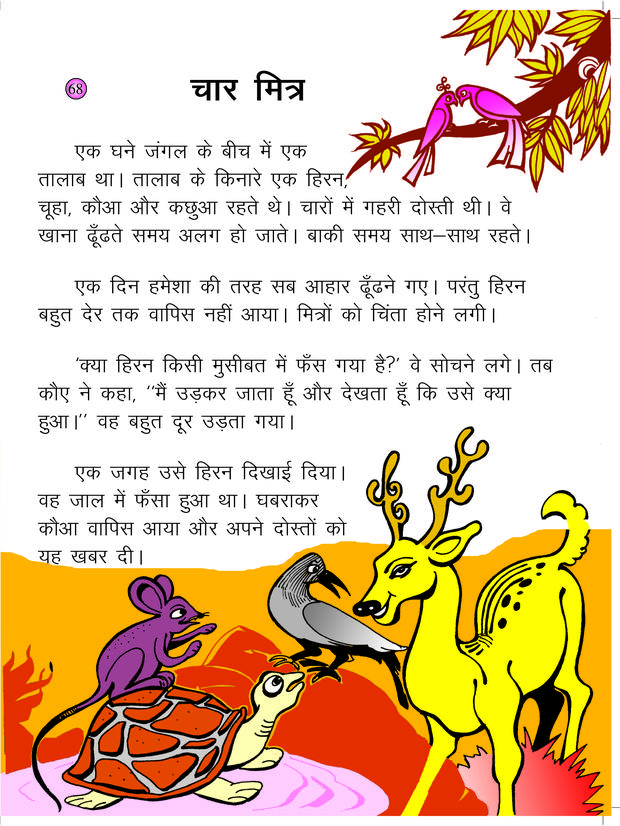 68
चार मित्र
एक घने जंगल के बीच में एक
तालाब था। तालाब के किनारे एक हिरन,
चूहा, कौआ और कछुआ रहते थे। चारों में गहरी दोस्ती थी। वे
खाना ढूँढते समय अलग हो जाते। बाकी समय साथ–साथ रहते।
एक दिन हमेशा की तरह सब आहार ढूँढने गए। परंतु हिरन
बहुत देर तक वापिस नहीं आया। मित्रों को चिंता होने लगी।
'क्या हिरन किसी मुसीबत में फँस गया है?' वे सोचने लगे। तब
कौए ने कहा, ''मैं उड़कर जाता हूँ और देखता हूँ कि उसे क्या
हुआ।'' वह बहुत दूर उड़ता गया।
एक जगह उसे हिरन दिखाई दिया।
वह जाल में फँसा हुआ था। घबराकर
कौआ वापिस आया और अपने दोस्तों को
यह खबर दी।